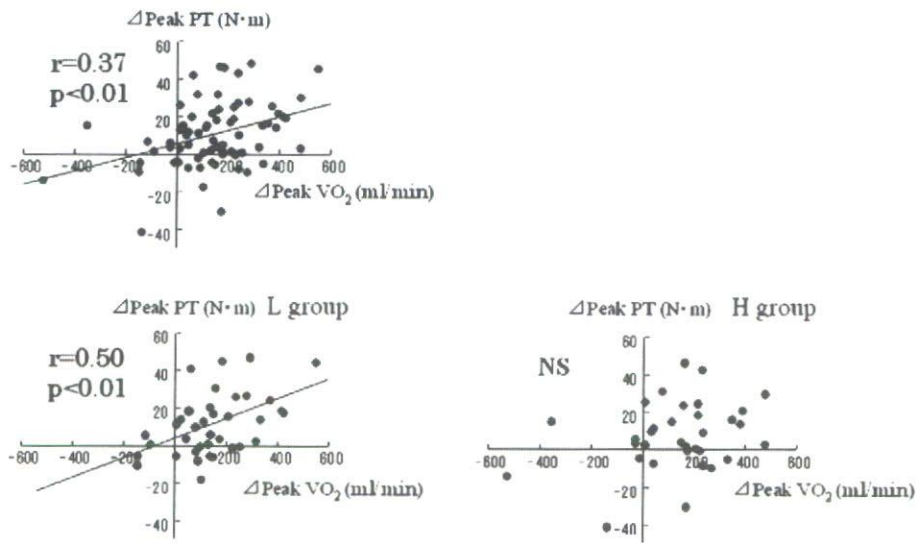 ⊿Peak PT (N·m)
60
r=0.37
40
p<0.01
20
-600 -400 -200 0 200 400 600
-20
⊿Peak VO2 (ml/min)
-40
⊿Peak PT (N·m) L group
60
r=0.50
40
p<0.01
20
-600 -400 -200 0 200 400 600
-20
⊿Peak VO2 (ml/min)
-40
⊿Peak PT (N·m) H group
60
NS
40
20
-600 -400 -200 0 200 400 600
-20
⊿Peak VO2 (ml/min)
-40